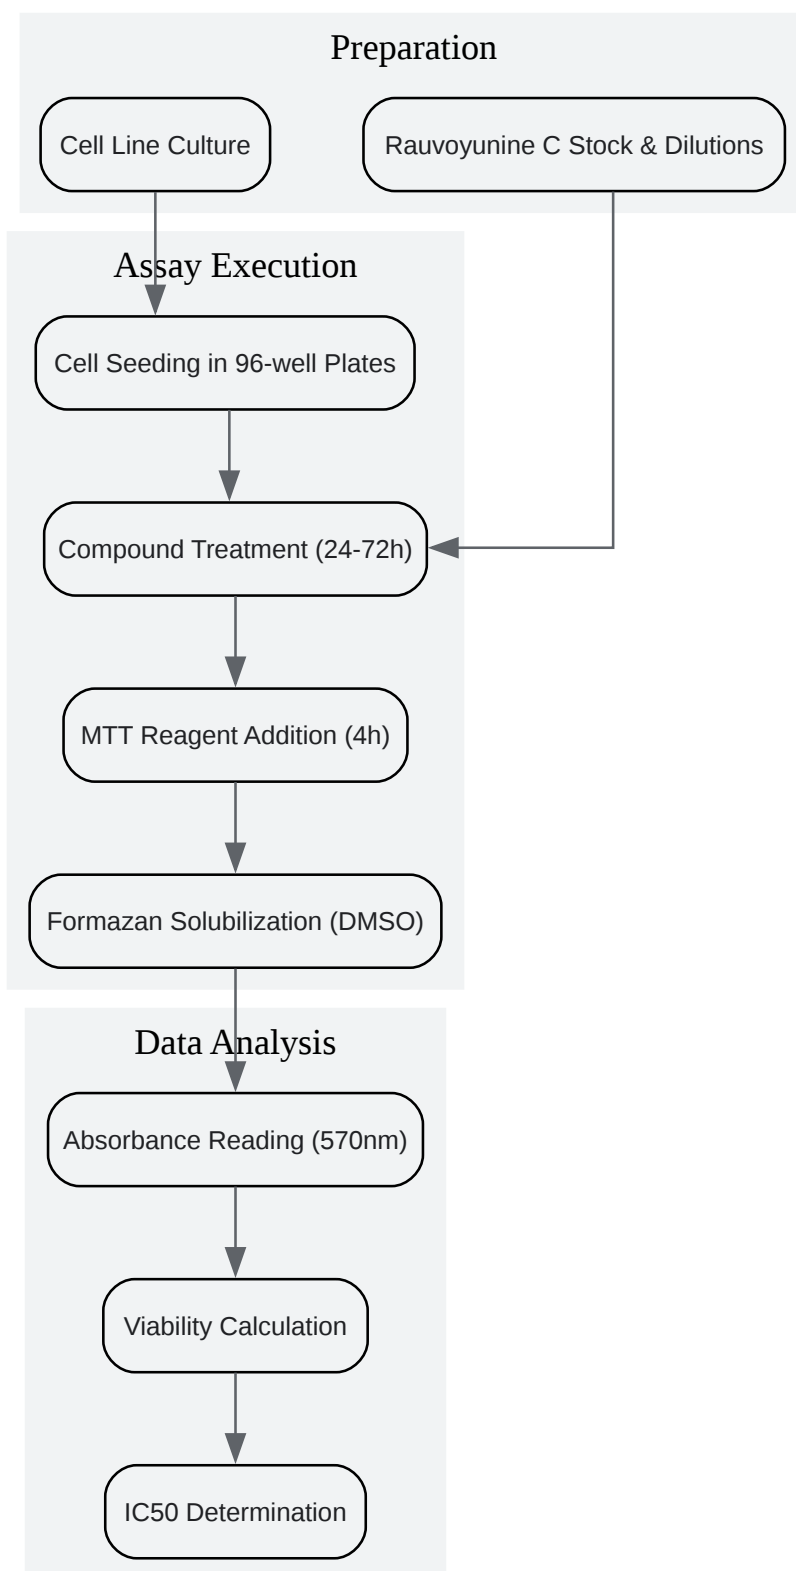 Preparation
Cell Line Culture
Rauvoyunine C Stock & Dilutions
Assay Execution
Cell Seeding in 96-well Plates
Compound Treatment (24-72h)
MTT Reagent Addition (4h)
Formazan Solubilization (DMSO)
Data Analysis
Absorbance Reading (570nm)
Viability Calculation
IC50 Determination